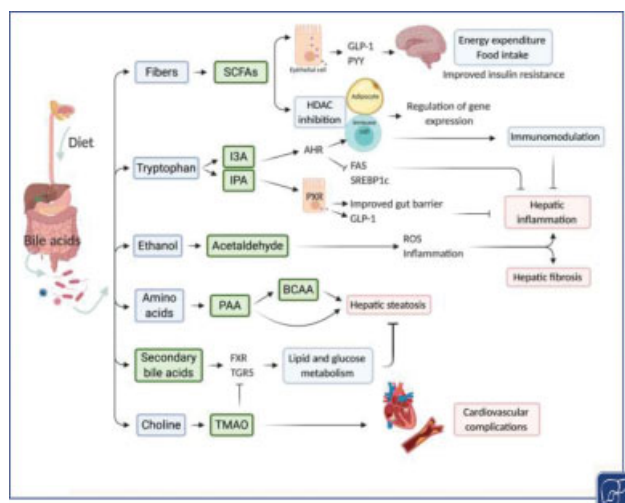 Diet
Bile acids
Fibers
SCFAs
Epithelial cell
GLP-1
PYY
Energy expenditure
Food intake
Improved insulin resistance
HDAC
inhibition
Adipocyte
Immune
cell
Regulation of gene
expression
Immunomodulation
Tryptophan
I3A
IPA
AHR
FAS
SREBP1c
PXR
Improved gut barrier
GLP-1
Hepatic
inflammation
Ethanol
Acetaldehyde
ROS
Inflammation
Hepatic fibrosis
Amino
acids
PAA
BCAA
Hepatic steatosis
Secondary
bile acids
FXR
TGR5
Lipid and glucose
metabolism
Choline
TMAO
Cardiovascular
complications